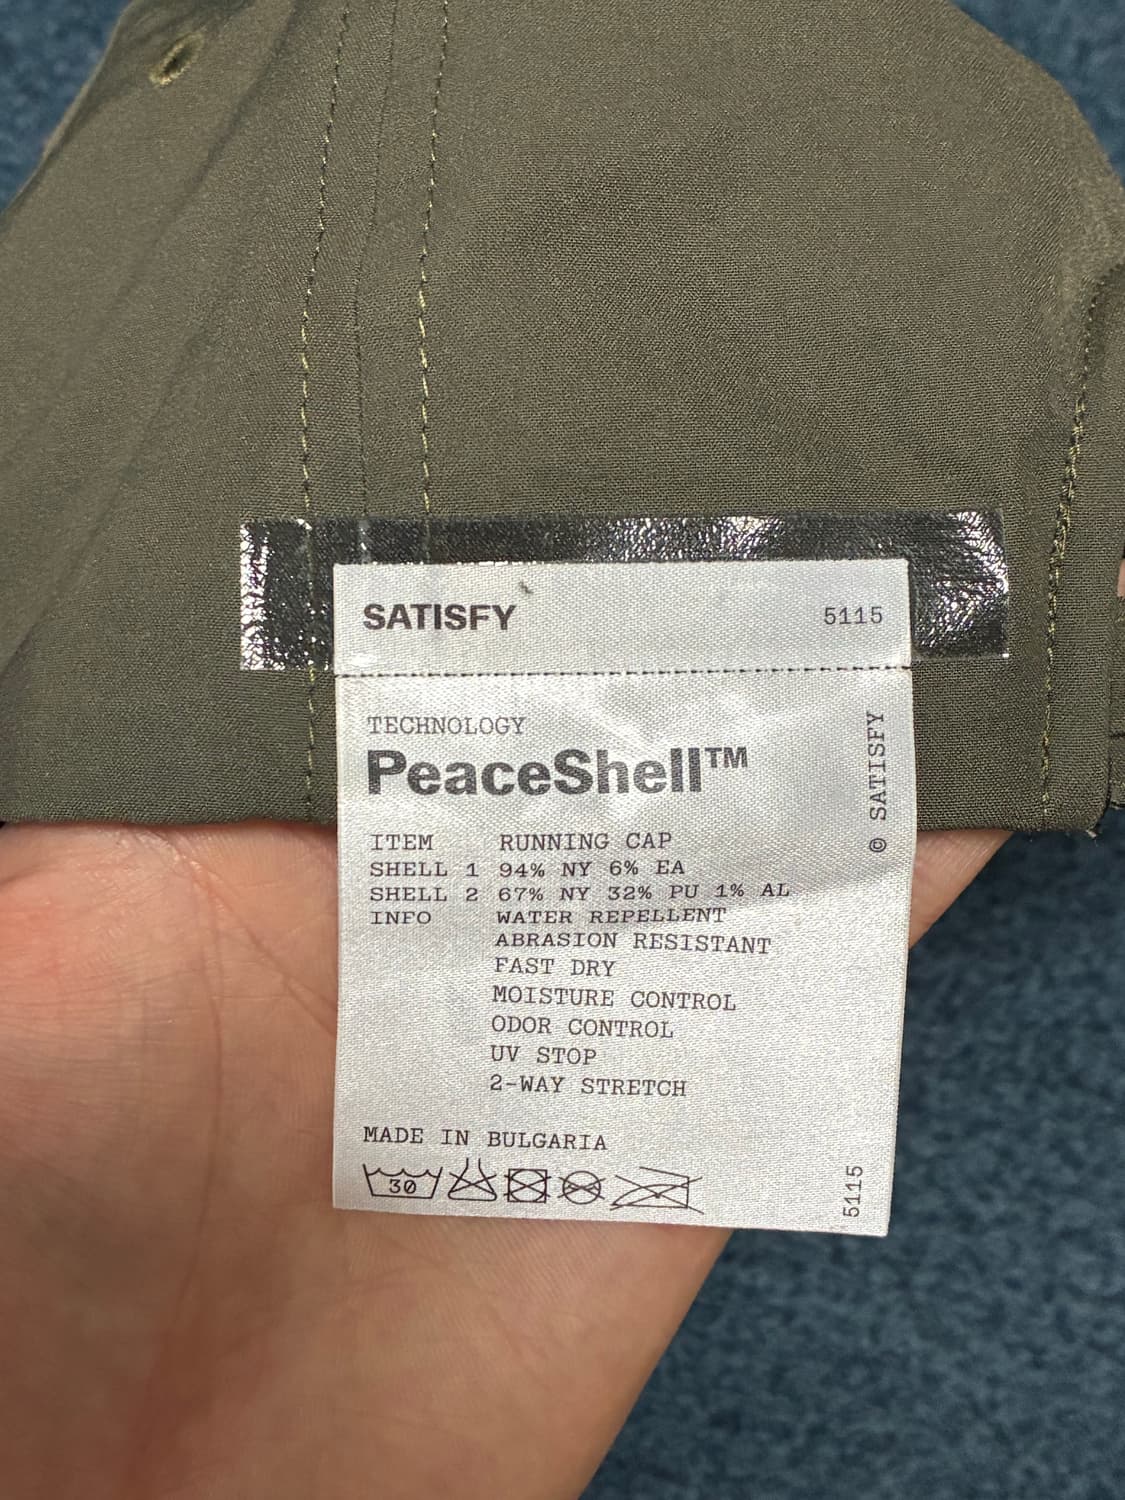 SATISFY 5115
TECHNOLOGY
PeaceShell™
© SATISFY
ITEM RUNNING CAP
SHELL 1 94% NY 6% EA
SHELL 2 67% NY 32% PU 1% AL
INFO WATER REPELLENT
ABRASION RESISTANT
FAST DRY
MOISTURE CONTROL
ODOR CONTROL
UV STOP
2-WAY STRETCH
MADE IN BULGARIA
30
5115